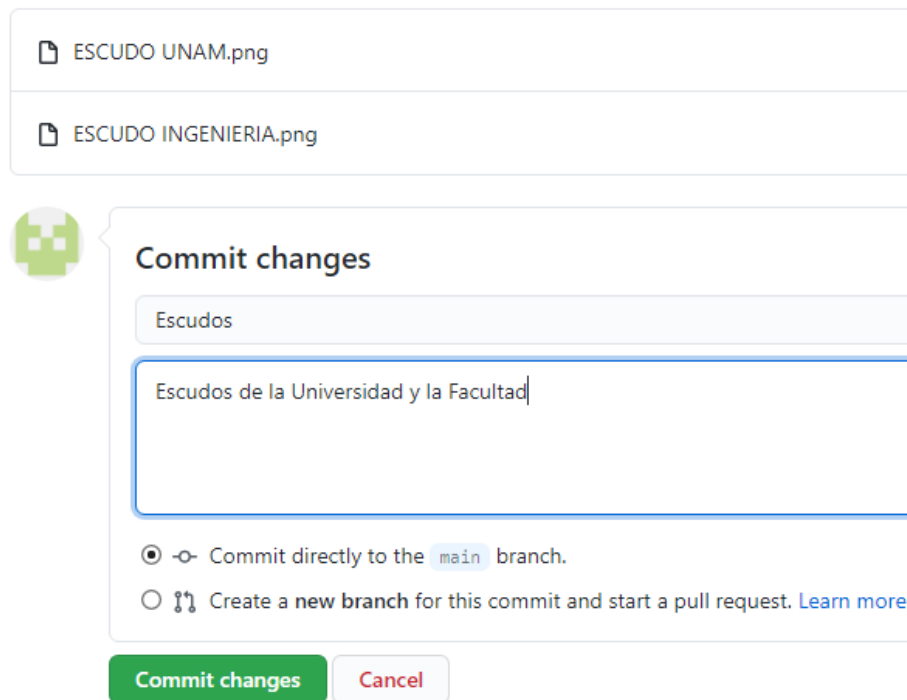 ESCUDO UNAM.png
ESCUDO INGENIERIA.png
Commit changes
Escudos
Escudos de la Universidad y la Facultad
Commit directly to the main branch.
Create a new branch for this commit and start a pull request. Learn more
Commit changes Cancel